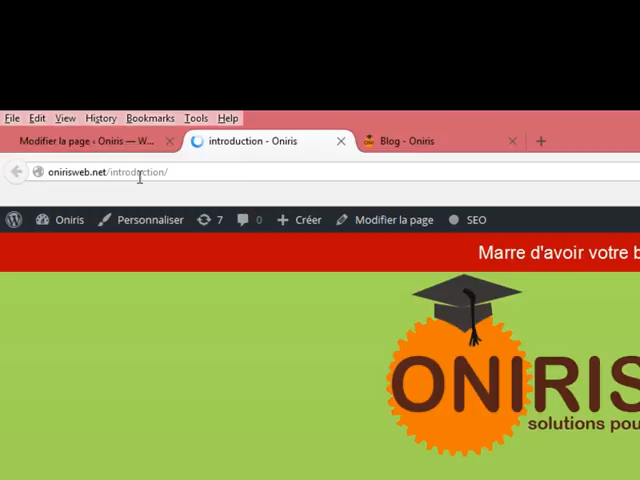 File Edit View History Bookmarks Tools Help
Modifier la page ‹ Oniris — W... introduction - Oniris Blog - Oniris
onirisweb.net/introduction/
Oniris Personnaliser 7 0 Créer Modifier la page SEO
Marre d'avoir votre b
ONIRIS
solutions pou